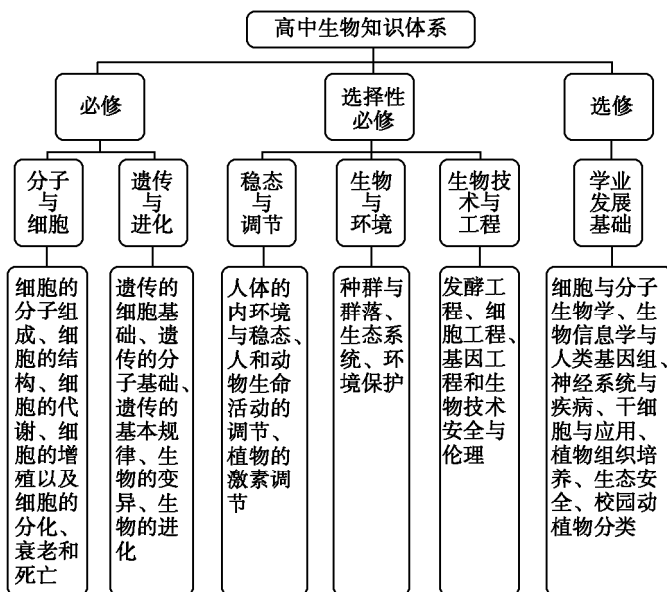 高中生物知识体系
必修
选择性
必修
选修
分子
与
细胞
遗传
与
进化
稳态
与
调节
生物
与
环境
生物技
术与
工程
学业
发展
基础
细胞的
分子组
成、细
胞的结
构、细
胞的代
谢、细
胞的增
殖以及
细胞的
分化、
衰老和
死亡
遗传的
细胞基
础、遗
传的分
子基础、
遗传的
基本规
律、生
物的变
异、生
物的进
化
人体的
内环境
与稳态、
人和动
物生命
活动的
调节、
植物的
激素调
节
种群与
群落、
生态系
统、环
境保护
发酵工
程、细
胞工程、
基因工
程和生
物技术
安全与
伦理
细胞与分子
生物学、生
物信息学与
人类基因组、
神经系统与
疾病、干细
胞与应用、
植物组织培
养、生态安
全、校园动
植物分类